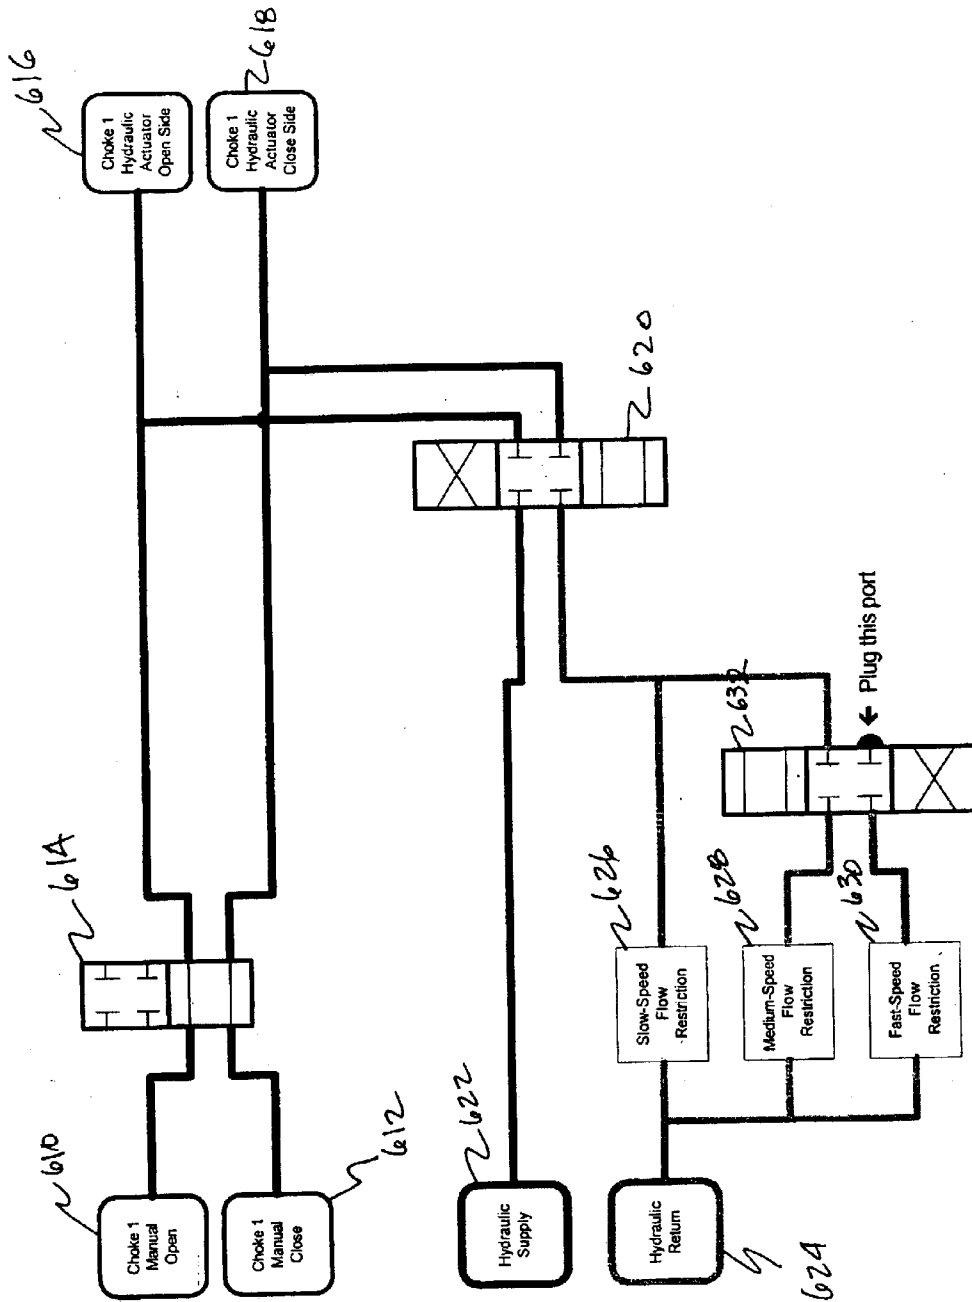 616
Choke 1
Hydraulic
Actuator
Open Side
618
Choke 1
Hydraulic
Actuator
Close Side
620
614
632
← Plug this port
626
Slow-Speed
Flow
Restriction
628
Medium-Speed
Flow
Restriction
630
Fast-Speed
Flow
Restriction
610
Choke 1
Manual
Open
612
Choke 1
Manual
Close
622
Hydraulic
Supply
Hydraulic
Return
624